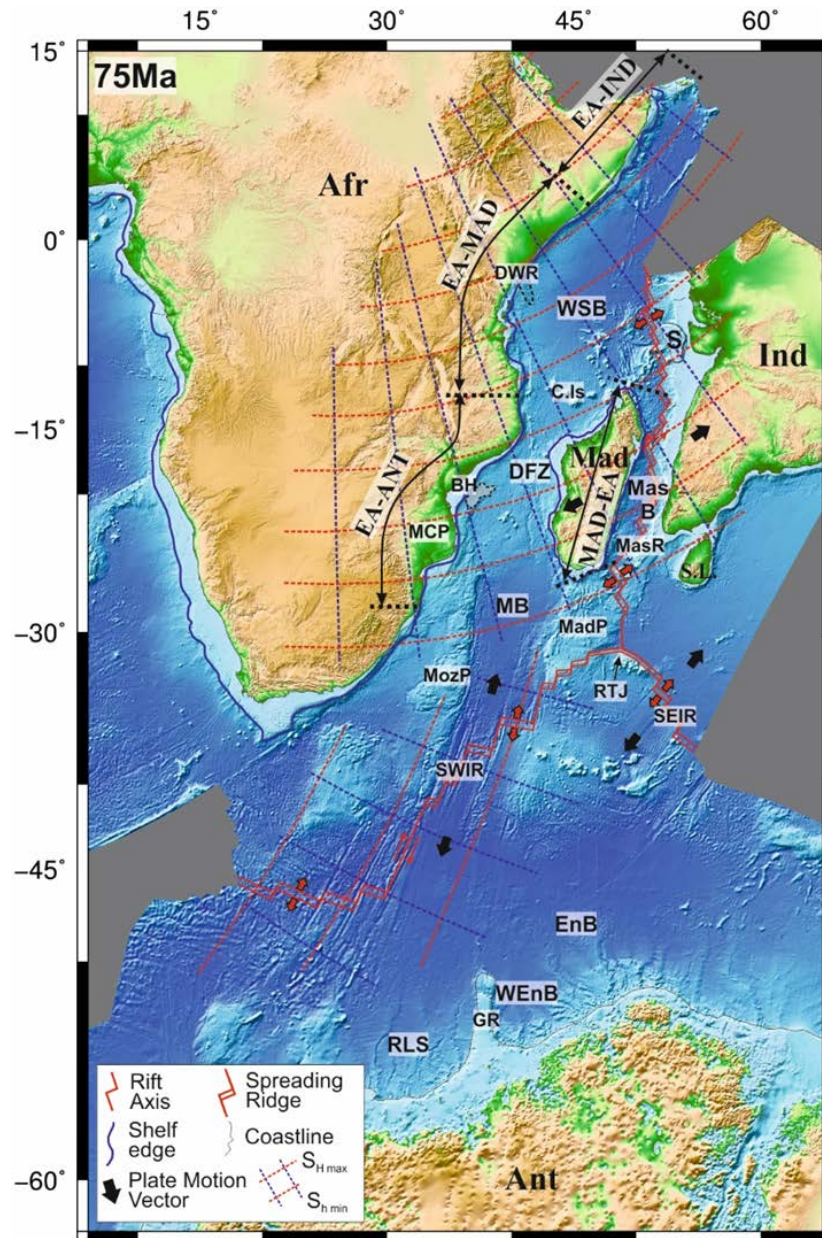 15˚ 30˚ 45˚ 60˚
15˚
75Ma
EA-IND
Afr
EA-MAD
0˚
DWR
WSB
S.
Ind
C.Is
−15˚
Mad
DFZ
EA-ANT
BH
MAD-EA
Mas
B
MCP
MasR
S.L.
MB
−30˚
MadP
MozP
RTJ
SEIR
SWIR
−45˚
EnB
WEnB
GR
RLS
Rift
Axis
Spreading
Ridge
Shelf
edge
Coastline
Plate Motion
Vector
SH max
Sh min
−60˚
Ant